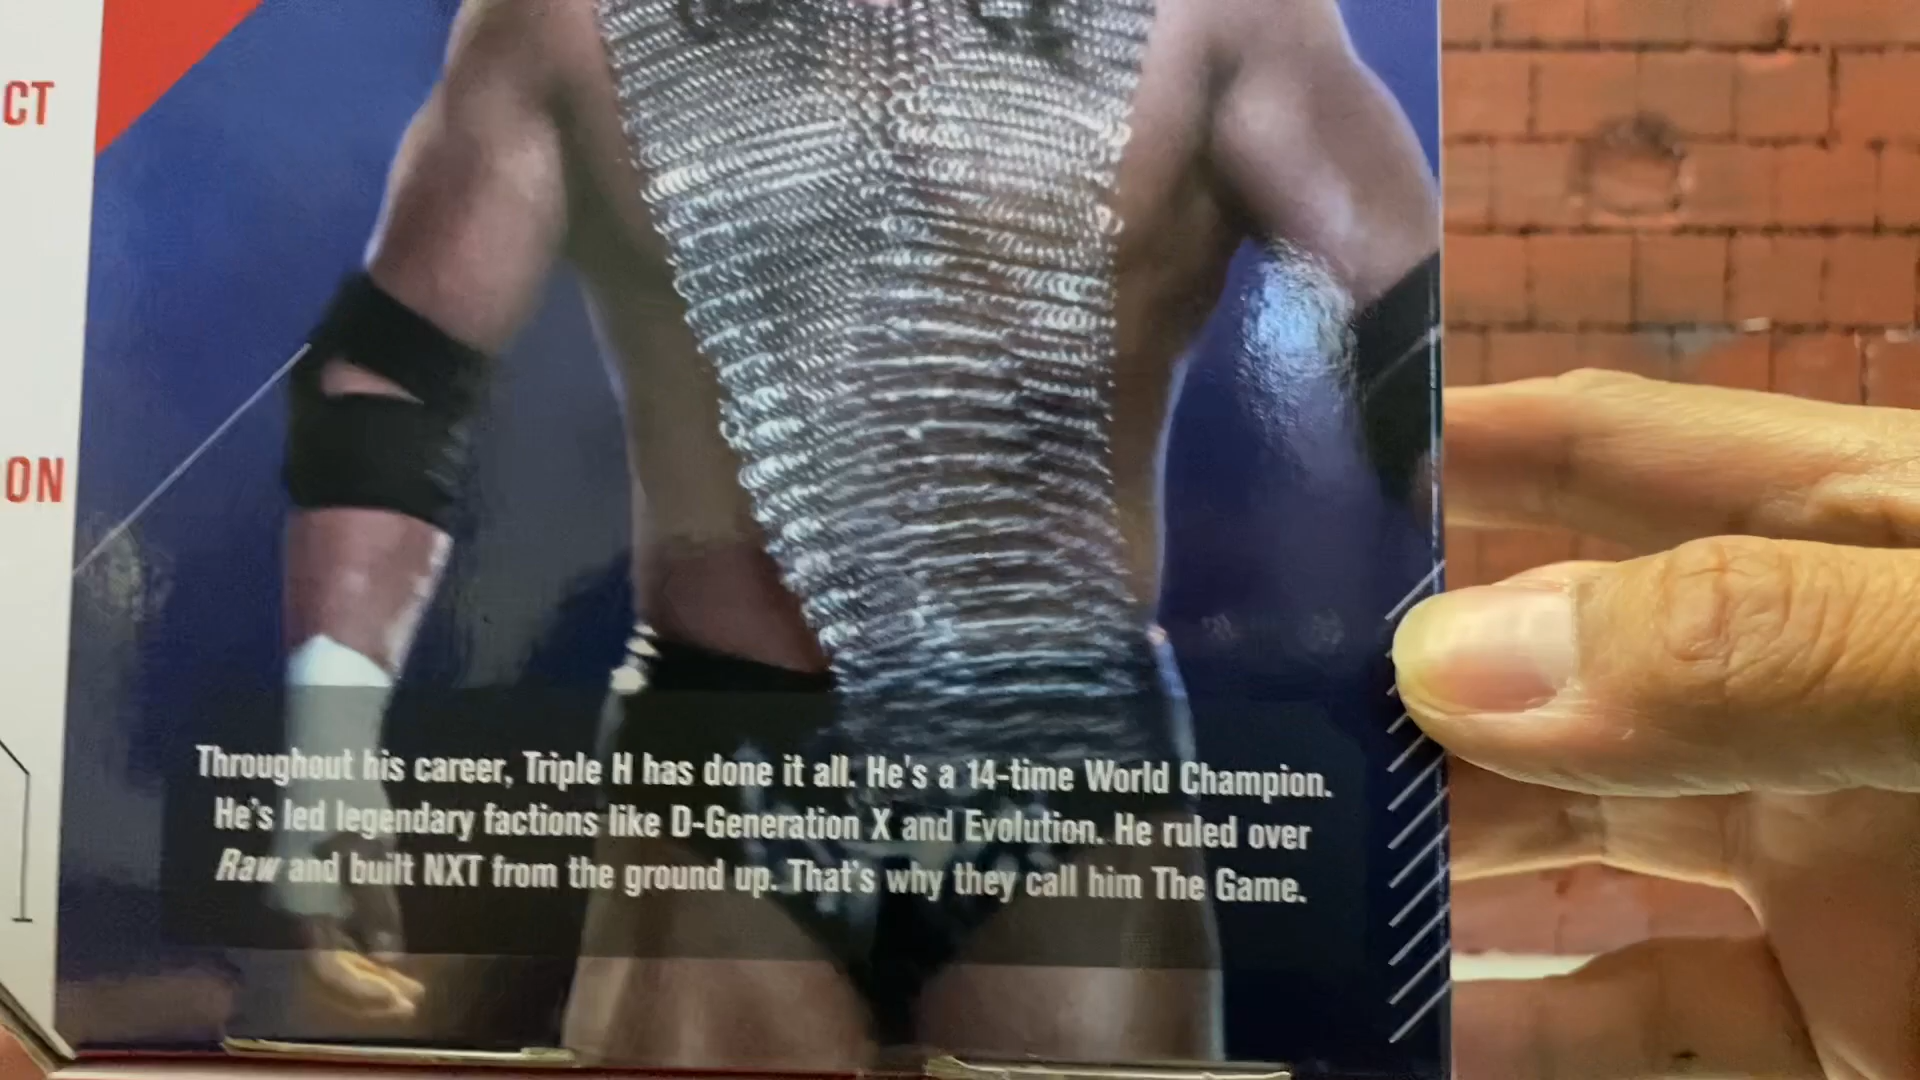 CT
ON
Throughout his career, Triple H has done it all. He's a 14-time World Champion.
He's led legendary factions like D-Generation X and Evolution. He ruled over
Raw and built NXT from the ground up. That's why they call him The Game.